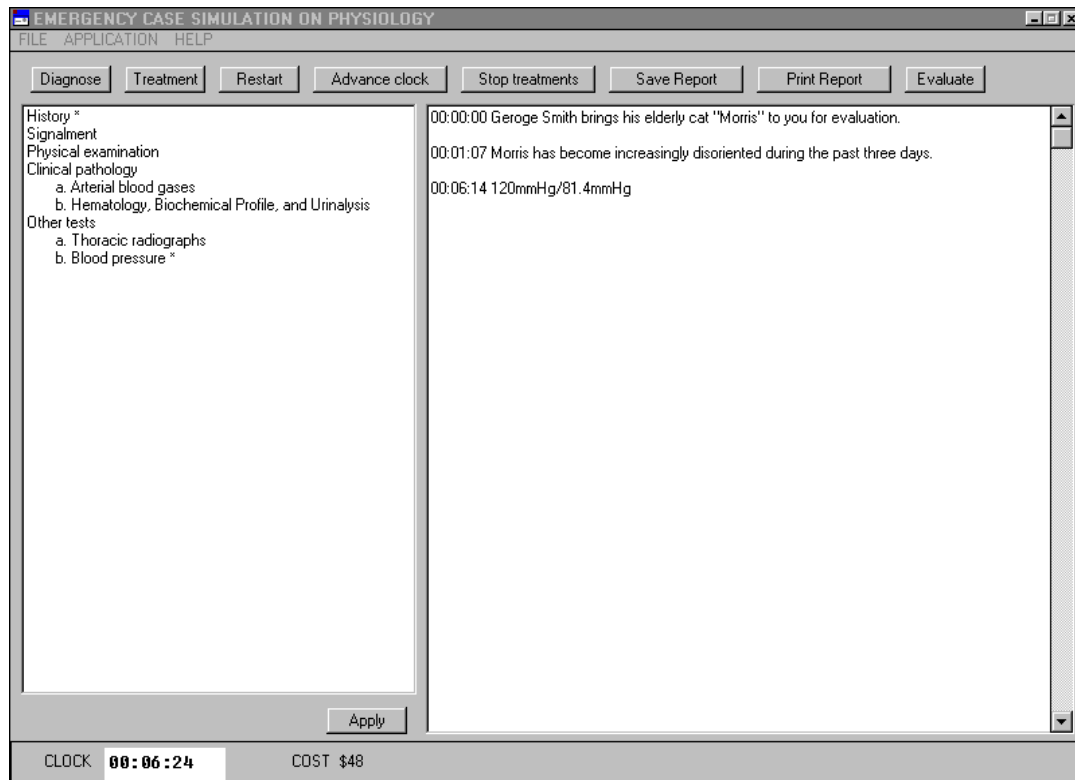 EMERGENCY CASE SIMULATION ON PHYSIOLOGY
FILE APPLICATION HELP
Diagnose Treatment Restart Advance clock Stop treatments Save Report Print Report Evaluate
History *
Signalment
Physical examination
Clinical pathology
a. Arterial blood gases
b. Hematology, Biochemical Profile, and Urinalysis
Other tests
a. Thoracic radiographs
b. Blood pressure *
00:00:00 Geroge Smith brings his elderly cat "Morris" to you for evaluation.
00:01:07 Morris has become increasingly disoriented during the past three days.
00:06:14 120mmHg/81.4mmHg
Apply
CLOCK 00:06:24 COST $48